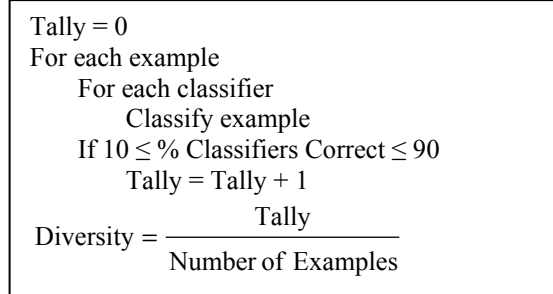 Tally = 0
For each example
For each classifier
Classify example
If 10 ≤ % Classifiers Correct ≤ 90
Tally = Tally + 1
Diversity = Tally / Number of Examples